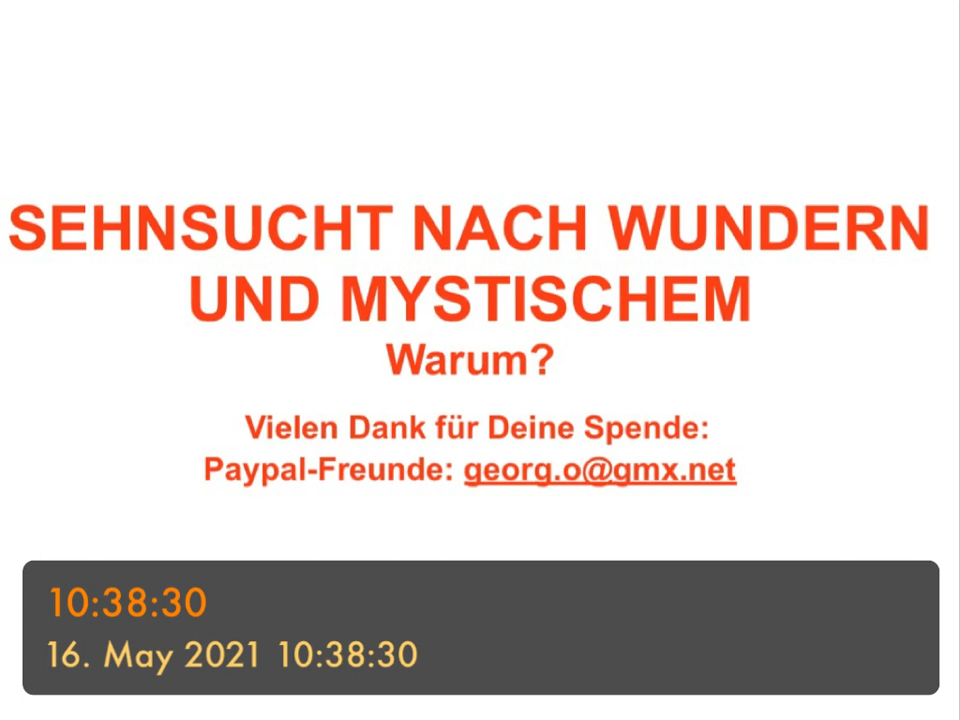 SEHNSUCHT NACH WUNDERN
UND MYSTISCHEM
Warum?
Vielen Dank für Deine Spende:
Paypal-Freunde: georg.o@gmx.net
10:38:30
16. May 2021 10:38:30